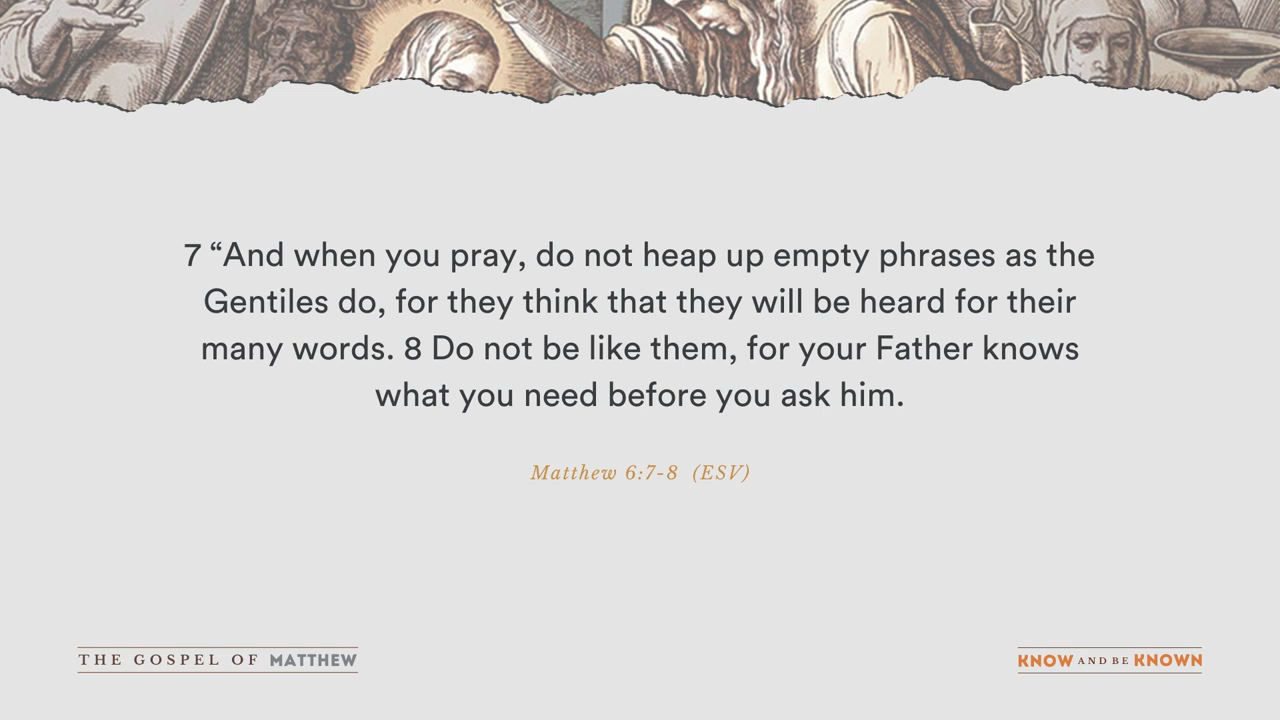 7 “And when you pray, do not heap up empty phrases as the
Gentiles do, for they think that they will be heard for their
many words. 8 Do not be like them, for your Father knows
what you need before you ask him.
Matthew 6:7-8 (ESV)
THE GOSPEL OF MATTHEW
KNOW AND BE KNOWN